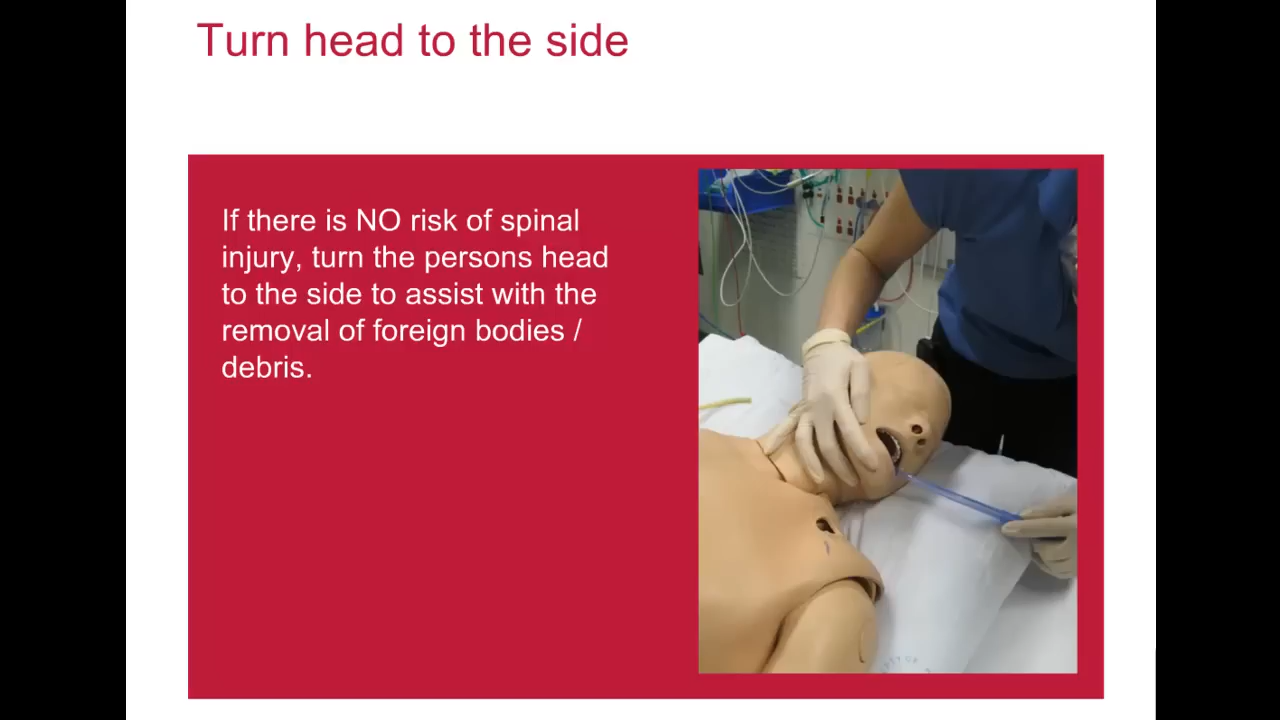 Turn head to the side
If there is NO risk of spinal
injury, turn the persons head
to the side to assist with the
removal of foreign bodies /
debris.